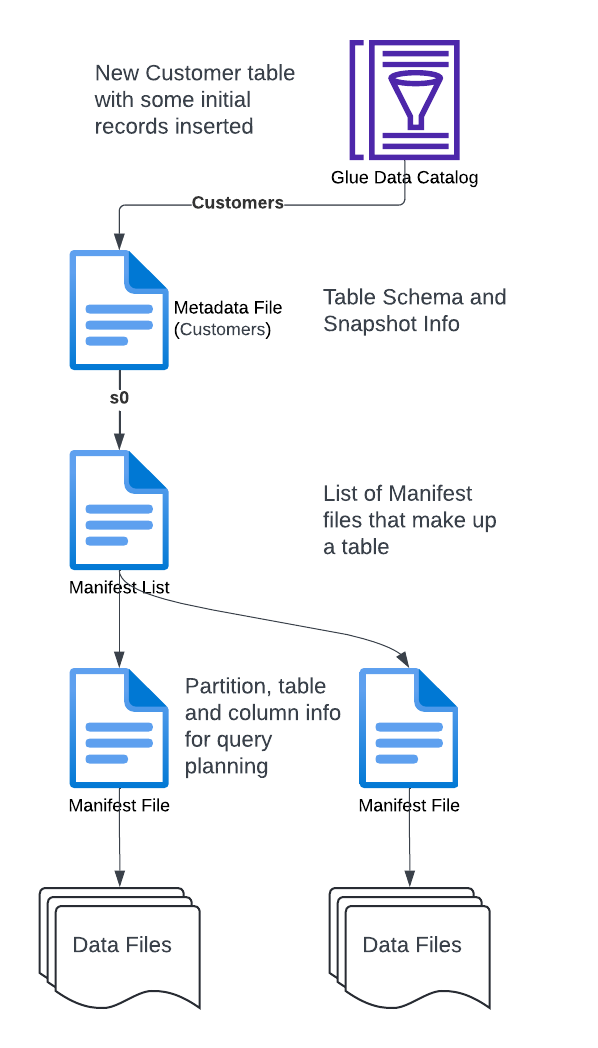 New Customer table
with some initial
records inserted
Glue Data Catalog
Customers
Metadata File
(Customers)
Table Schema and
Snapshot Info
s0
List of Manifest
files that make up
a table
Manifest List
Partition, table
and column info
for query
planning
Manifest File
Manifest File
Data Files
Data Files